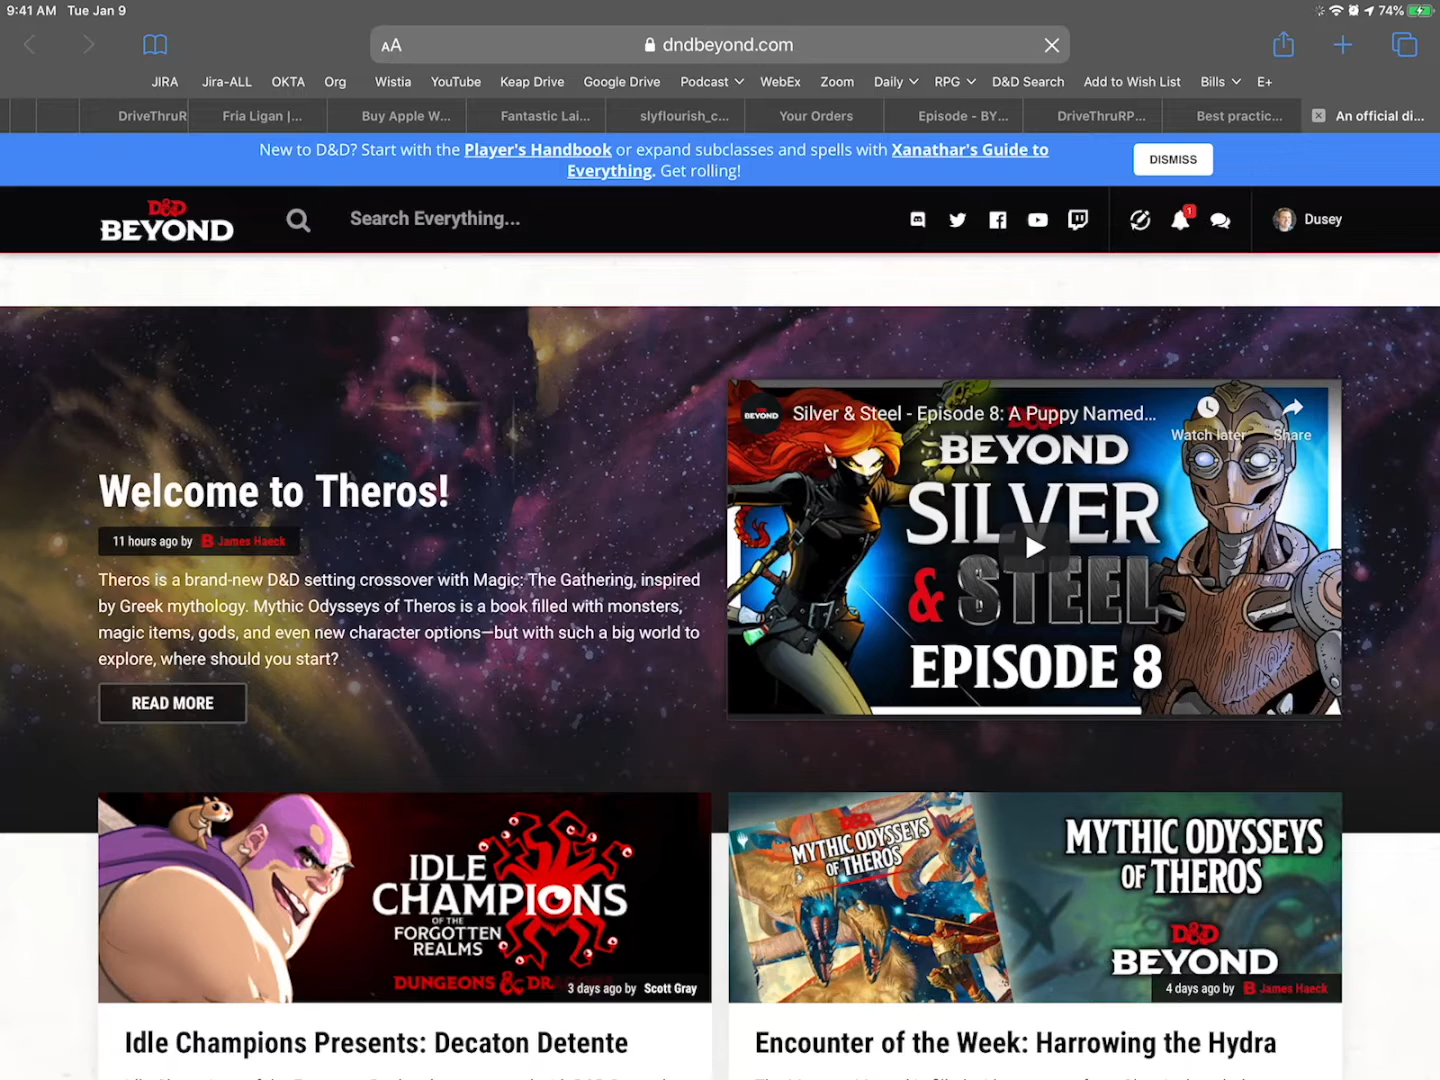 9:41 AM Tue Jan 9
74%
AA dndbeyond.com
JIRA Jira-ALL OKTA Org Wistia YouTube Keap Drive Google Drive Podcast WebEx Zoom Daily RPG D&D Search Add to Wish List Bills E+
DriveThruR Fria Ligan |... Buy Apple W... Fantastic Lai... slyflourish_c... Your Orders Episode - BY... DriveThruRP... Best practic... An official di...
New to D&D? Start with the Player's Handbook or expand subclasses and spells with Xanathar's Guide to
Everything. Get rolling!
DISMISS
D&D
BEYOND
Search Everything...
1
Dusey
Welcome to Theros!
11 hours ago by James Haeck
Theros is a brand-new D&D setting crossover with Magic: The Gathering, inspired
by Greek mythology. Mythic Odysseys of Theros is a book filled with monsters,
magic items, gods, and even new character options—but with such a big world to
explore, where should you start?
READ MORE
BEYOND
Silver & Steel - Episode 8: A Puppy Named...
Watch later
Share
BEYOND
SILVER
& STEEL
EPISODE 8
IDLE
CHAMPIONS
OF THE
FORGOTTEN
REALMS
DUNGEONS & DR
3 days ago by Scott Gray
Idle Champions Presents: Decaton Detente
D&D
MYTHIC ODYSSEYS
OF THEROS
MYTHIC ODYSSEYS
OF THEROS
D&D
BEYOND
4 days ago by James Haeck
Encounter of the Week: Harrowing the Hydra